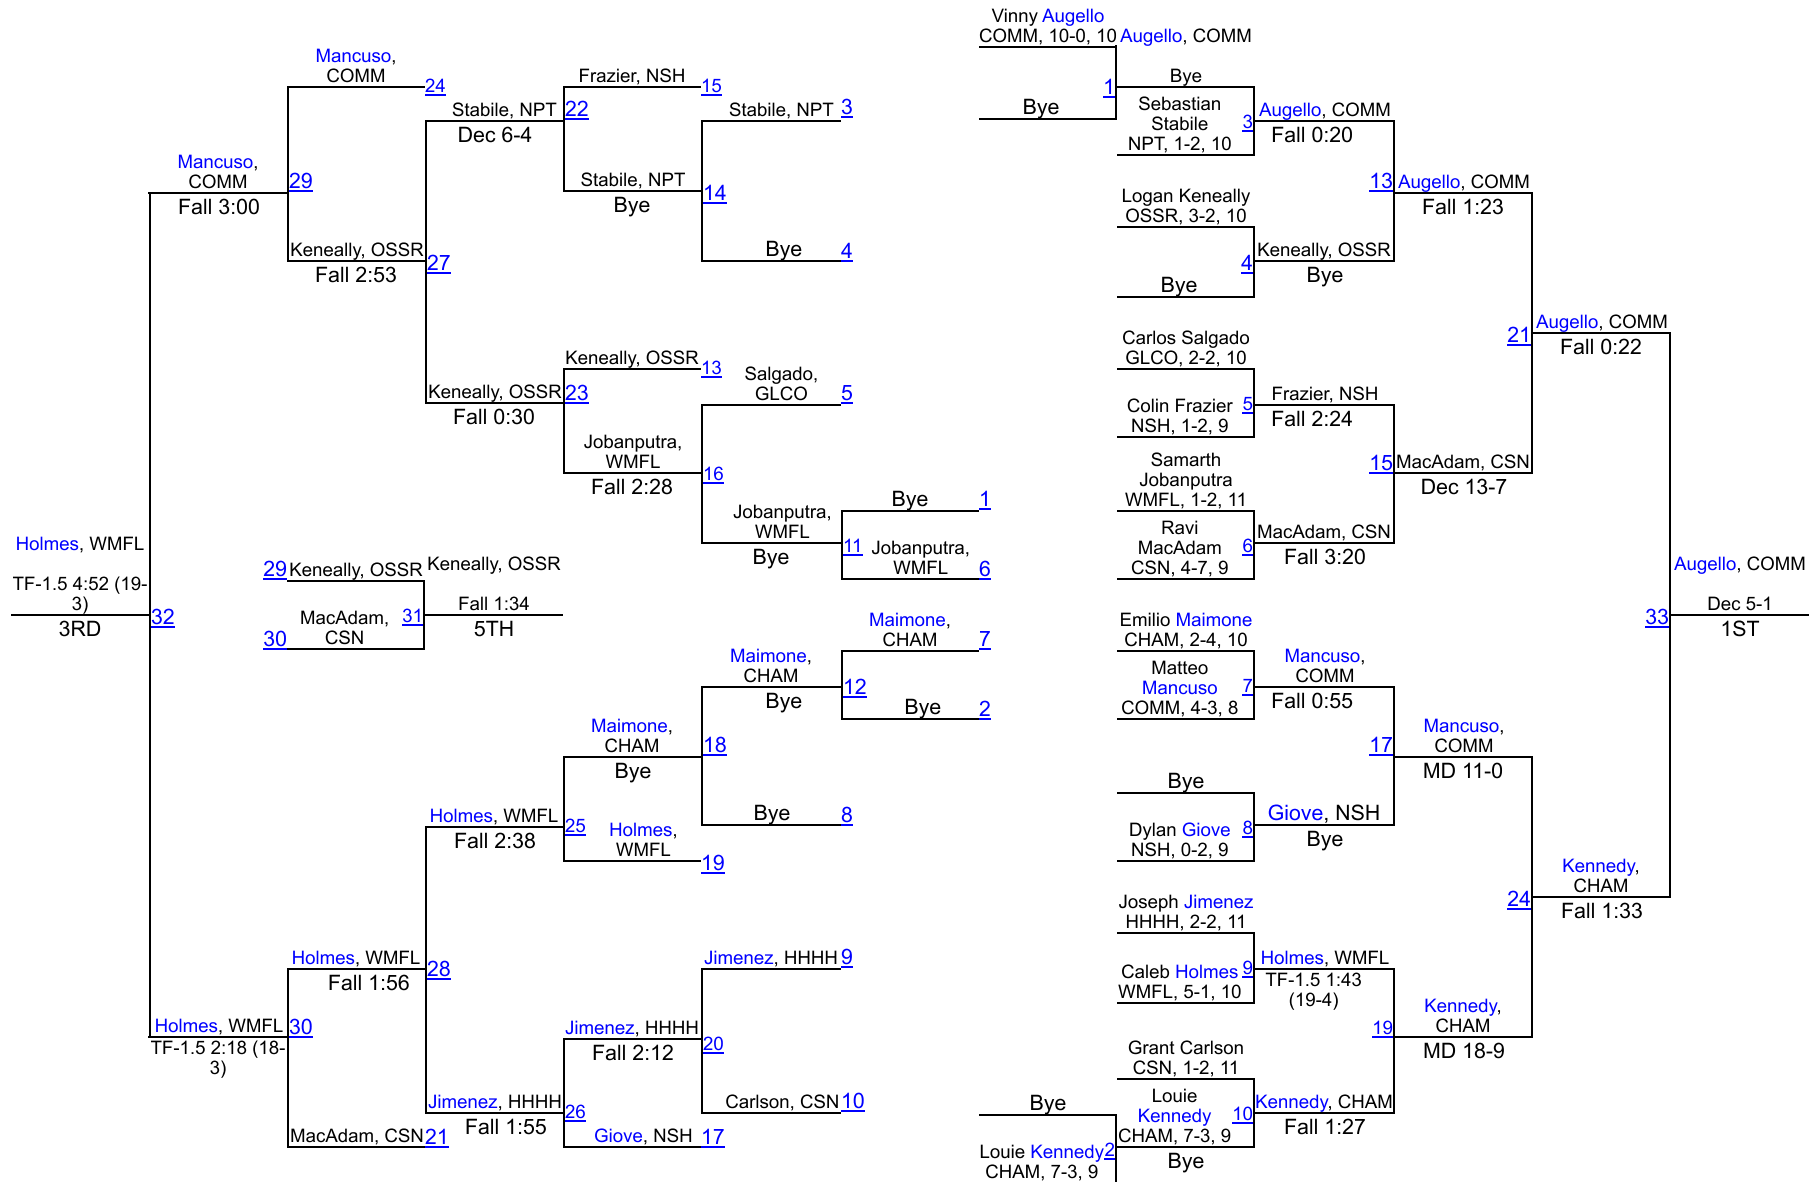 Vinny Augello
COMM, 10-0, 10
Augello, COMM
Bye
1
Bye
Sebastian
Stabile
NPT, 1-2, 10
3
Augello, COMM
Fall 0:20
Logan Keneally
OSSR, 3-2, 10
4
Bye
Keneally, OSSR
Bye
13
Augello, COMM
Fall 1:23
Carlos Salgado
GLCO, 2-2, 10
Colin Frazier
NSH, 1-2, 9
5
Frazier, NSH
Fall 2:24
Samarth
Jobanputra
WMFL, 1-2, 11
Ravi
MacAdam
CSN, 4-7, 9
6
MacAdam, CSN
Fall 3:20
15
MacAdam, CSN
Dec 13-7
21
Augello, COMM
Fall 0:22
Emilio Maimone
CHAM, 2-4, 10
Matteo
Mancuso
COMM, 4-3, 8
7
Mancuso,
COMM
Fall 0:55
Bye
Dylan Giove
NSH, 0-2, 9
8
Giove, NSH
Bye
17
Mancuso,
COMM
MD 11-0
Joseph Jimenez
HHHH, 2-2, 11
Caleb Holmes
WMFL, 5-1, 10
9
Holmes, WMFL
TF-1.5 1:43
(19-4)
Grant Carlson
CSN, 1-2, 11
Bye
Louie Kennedy
CHAM, 7-3, 9
2
Louie
Kennedy
CHAM, 7-3, 9
Bye
10
Kennedy, CHAM
Fall 1:27
19
Kennedy,
CHAM
MD 18-9
24
Kennedy,
CHAM
Fall 1:33
33
Augello, COMM
Dec 5-1
1ST
Mancuso,
COMM
24
Frazier, NSH
15
Stabile, NPT
3
Stabile, NPT
Dec 6-4
22
Stabile, NPT
Bye
14
Bye
4
Mancuso,
COMM
Fall 3:00
29
Keneally, OSSR
Fall 2:53
27
Keneally, OSSR
13
Keneally, OSSR
Fall 0:30
23
Salgado,
GLCO
5
Jobanputra,
WMFL
Fall 2:28
16
Jobanputra,
WMFL
Bye
Bye
1
11
Jobanputra,
WMFL
6
Holmes, WMFL
TF-1.5 4:52 (19-
3)
3RD
32
29
Keneally, OSSR
MacAdam,
CSN
30
31
Keneally, OSSR
Fall 1:34
5TH
Maimone,
CHAM
7
Maimone,
CHAM
Bye
12
Bye
2
Maimone,
CHAM
Bye
18
Bye
8
Holmes, WMFL
Fall 2:38
25
Holmes,
WMFL
19
Holmes, WMFL
Fall 1:56
28
Jimenez, HHHH
9
Jimenez, HHHH
Fall 2:12
20
Carlson, CSN
10
Jimenez, HHHH
Fall 1:55
26
Giove, NSH
17
Holmes, WMFL
TF-1.5 2:18 (18-
3)
30
MacAdam, CSN
21